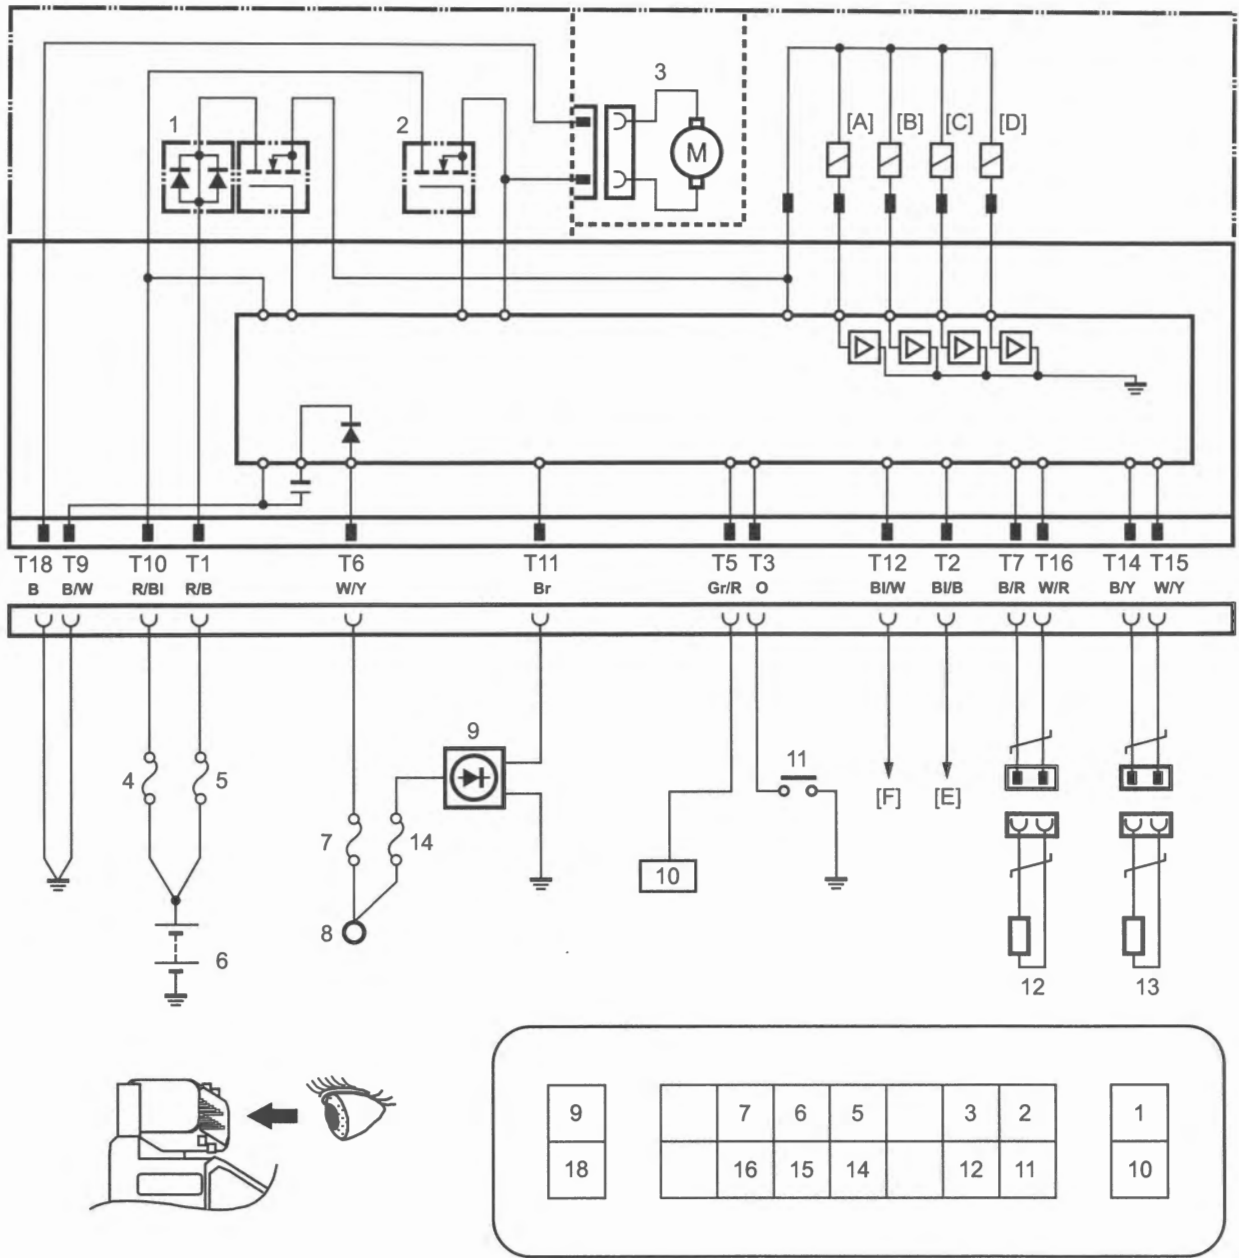 3
1 2 [A] [B] [C] [D]
M
T18 T9 T10 T1 T6 T11 T5 T3 T12 T2 T7 T16 T14 T15
B B/W R/Bl R/B W/Y Br Gr/R O Bl/W Bl/B B/R W/R B/Y W/Y
9
4 5 11
[F] [E]
7 14
10
8
6
12 13
9 7 6 5 3 2 1
18 16 15 14 12 11 10